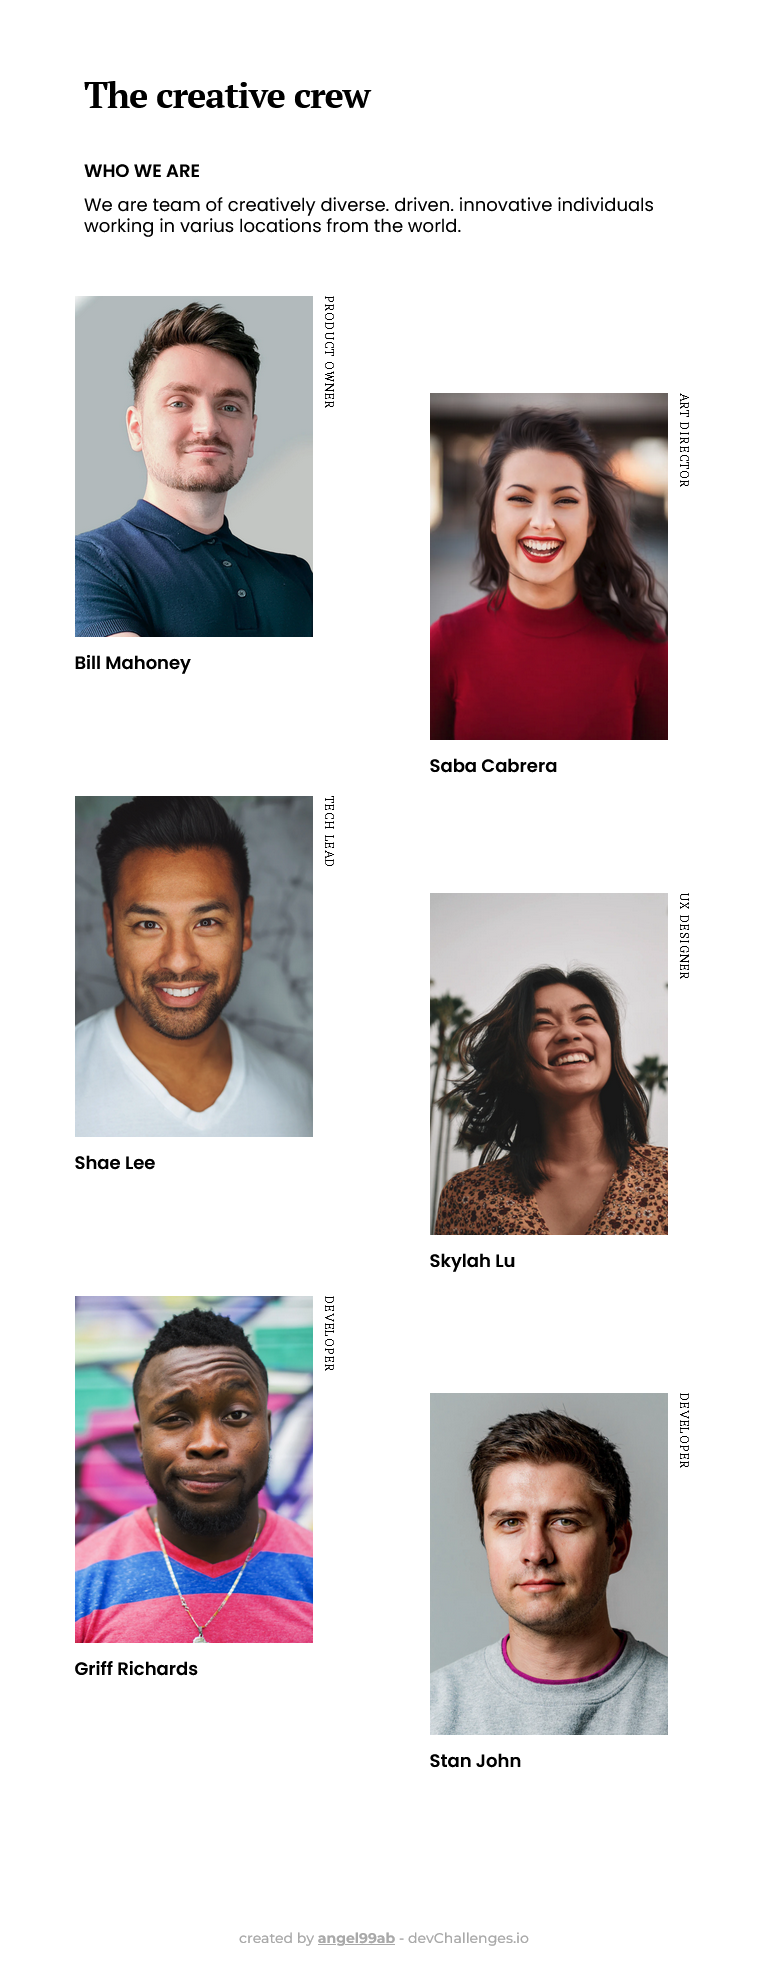 The creative crew
WHO WE ARE
We are team of creatively diverse. driven. innovative individuals
working in varius locations from the world.
PRODUCT OWNER
Bill Mahoney
ART DIRECTOR
Saba Cabrera
TECH LEAD
Shae Lee
UX DESIGNER
Skylah Lu
DEVELOPER
Griff Richards
DEVELOPER
Stan John
created by angel99ab - devChallenges.io